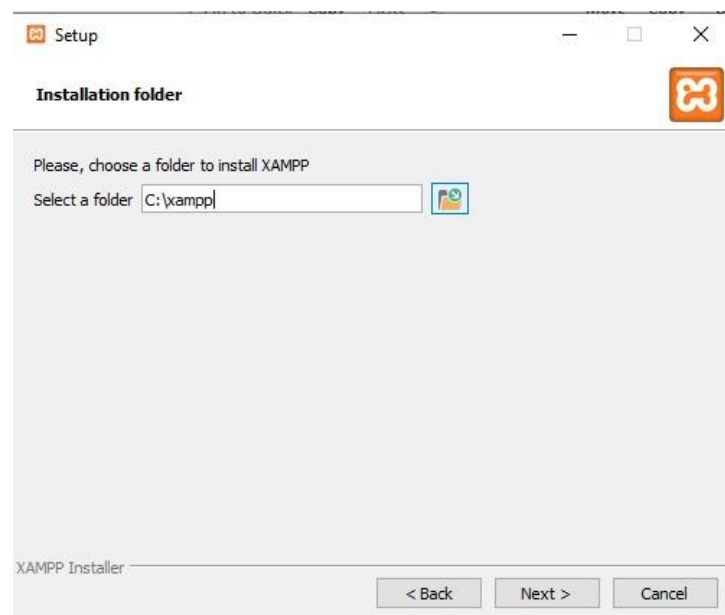 Setup
Installation folder
Please, choose a folder to install XAMPP
Select a folder C:\xampp
XAMPP Installer
< Back Next > Cancel